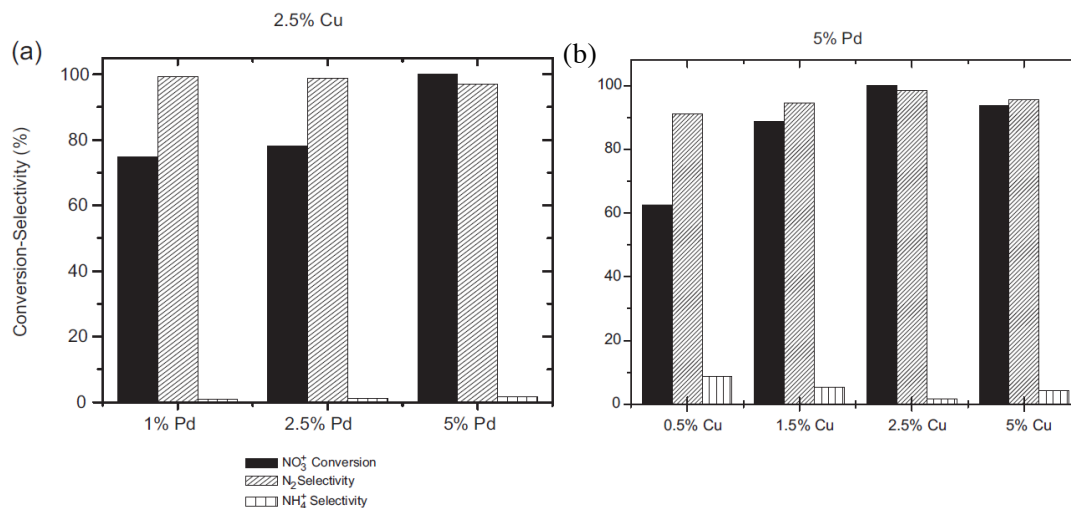 2.5% Cu
(a)
Conversion-Selectivity (%)
100
80
60
40
20
0
1% Pd
2.5% Pd
5% Pd
NO₃⁺ Conversion
N₂Selectivity
NH₄⁺ Selectivity
5% Pd
(b)
100
80
60
40
20
0
0.5% Cu
1.5% Cu
2.5% Cu
5% Cu